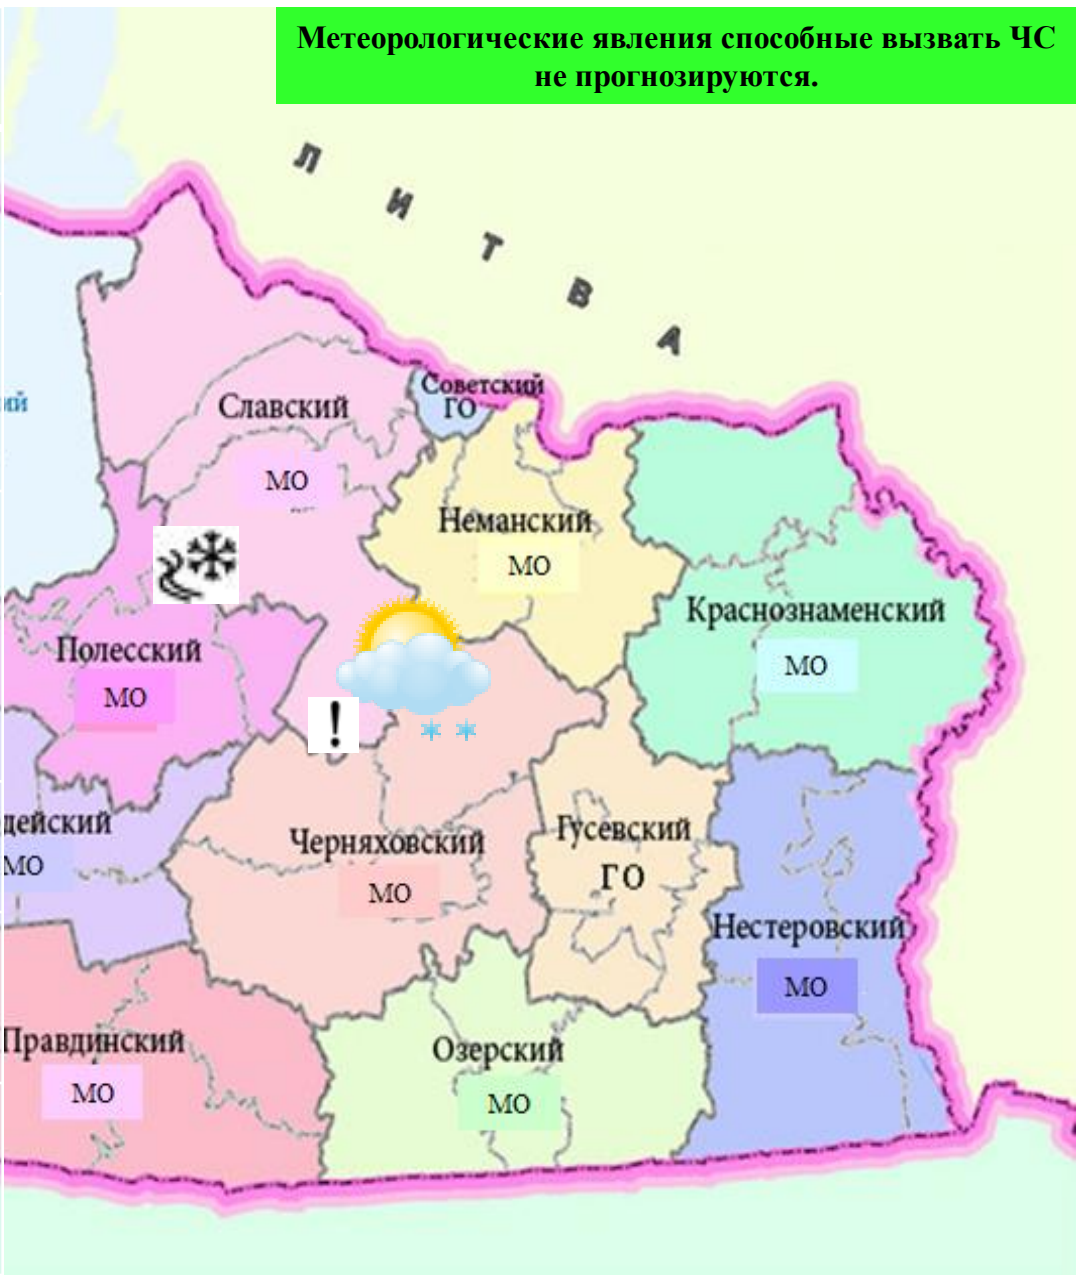 Метеорологические явления способные вызвать ЧС
не прогнозируются.
Л И Т В А
Советский
ГО
ий
Славский
МО
Неманский
МО
Краснознаменский
МО
Полесский
МО
!
дейский
МО
Черняховский
МО
Гусевский
ГО
Нестеровский
МО
Правдинский
МО
Озерский
МО